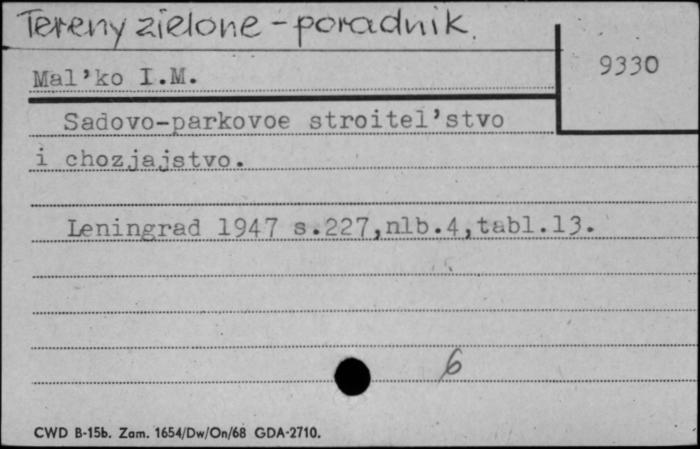 Tereny zielone - poradnik.
9330
Mal'ko I.M.
Sadovo-parkovoe stroitel'stvo
i chozjajstvo.
Leningrad 1947 s.227,nlb.4,tabl.13.
6
CWD B-15b. Zam. 1654/Dw/On/68 GDA-2710.